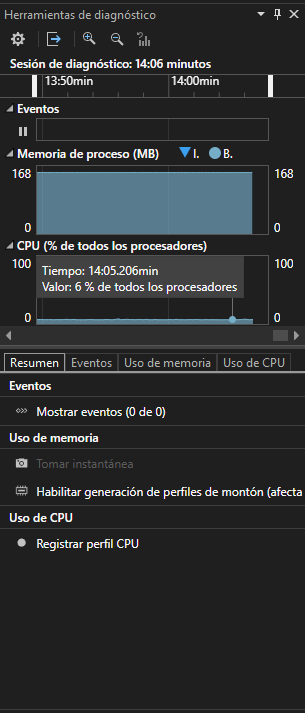 Herramientas de diagnóstico
Sesión de diagnóstico: 14:06 minutos
13:50min 14:00min
Eventos
Memoria de proceso (MB) I. B.
168 168
0 0
CPU (% de todos los procesadores)
100 100
Tiempo: 14:05.206min
Valor: 6 % de todos los procesadores
0 0
Resumen Eventos Uso de memoria Uso de CPU
Eventos
Mostrar eventos (0 de 0)
Uso de memoria
Tomar instantánea
Habilitar generación de perfiles de montón (afecta
Uso de CPU
Registrar perfil CPU